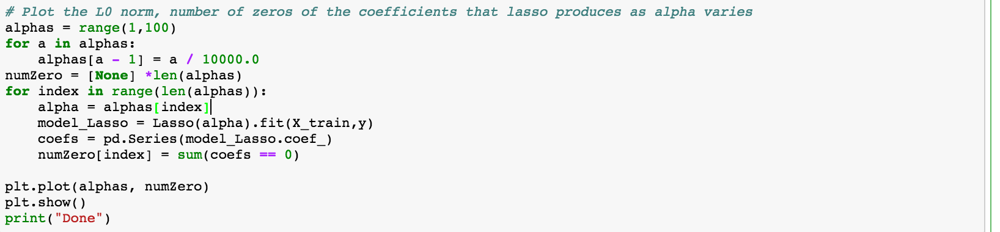 # Plot the L0 norm, number of zeros of the coefficients that lasso produces as alpha varies
alphas = range(1,100)
for a in alphas:
    alphas[a - 1] = a / 10000.0
numZero = [None] *len(alphas)
for index in range(len(alphas)):
    alpha = alphas[index]
    model_Lasso = Lasso(alpha).fit(X_train,y)
    coefs = pd.Series(model_Lasso.coef_)
    numZero[index] = sum(coefs == 0)

plt.plot(alphas, numZero)
plt.show()
print("Done")